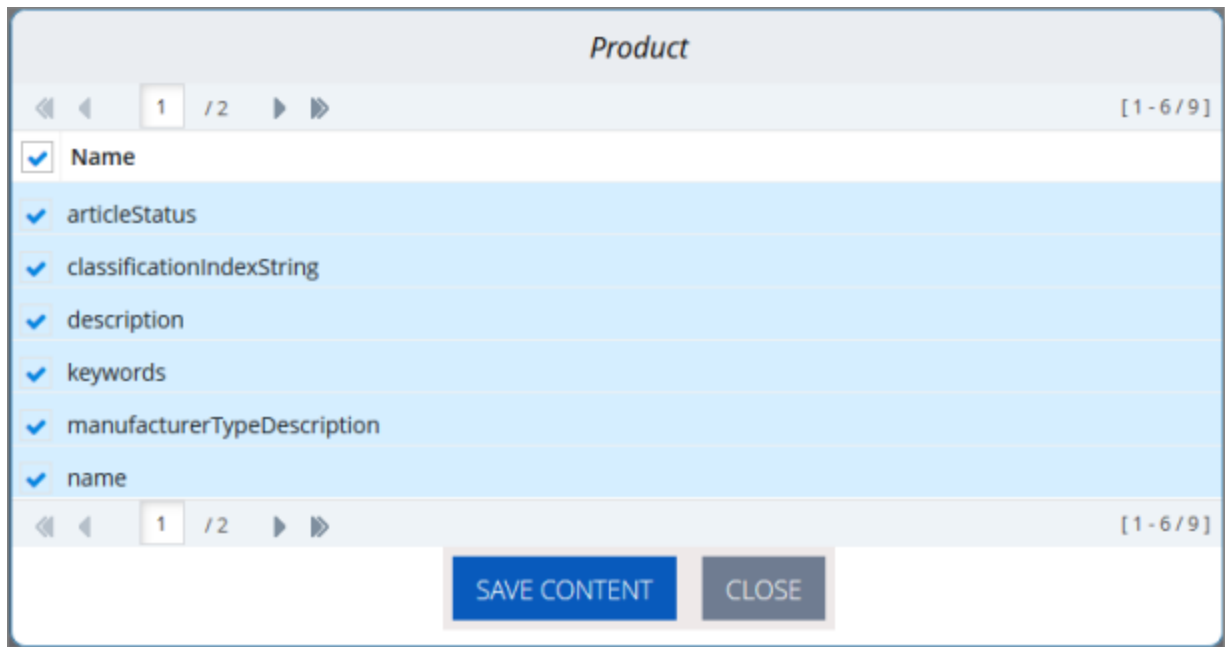 Product
1 / 2 [ 1 - 6 / 9 ]
Name
articleStatus
classificationIndexString
description
keywords
manufacturerTypeDescription
name
1 / 2 [ 1 - 6 / 9 ]
SAVE CONTENT CLOSE